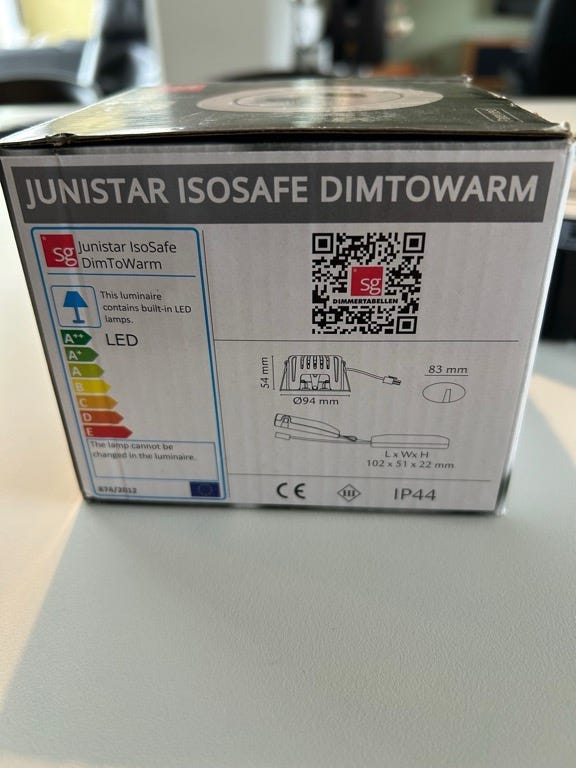 JUNISTAR ISOSAFE DIMTOWARM
sg
Junistar IsoSafe
DimToWarm
This luminaire
contains built-in LED
lamps.
A++
A+
A
B
C
D
E
LED
The lamp cannot be
changed in the luminaire.
874/2012
sg
DIMMERTABELLEN
54 mm
Ø94 mm
83 mm
L x W x H
102 x 51 x 22 mm
CE
III
IP44